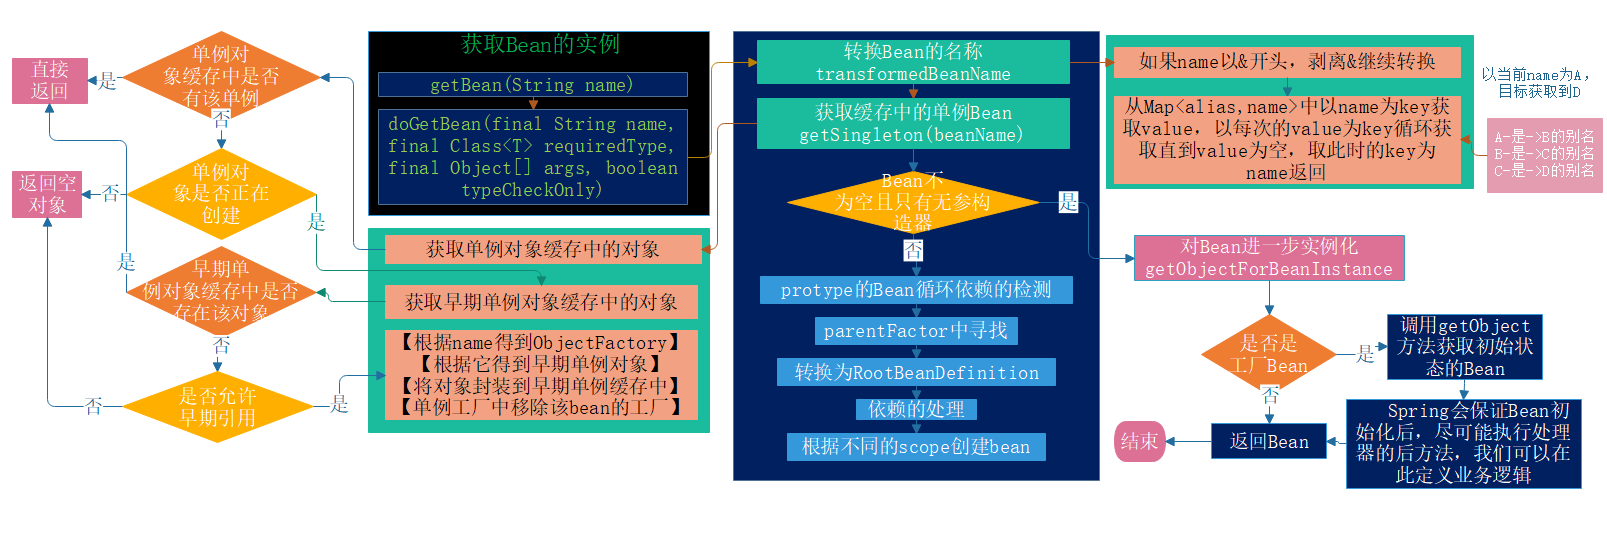 单例对
象缓存中是否
有该单例
直接
返回
是
否
单例对
象是否正在
创建
返回空
对象
否
是
早期单
例对象缓存中是否
存在该对象
是
否
是否允许
早期引用
否
是
获取Bean的实例
getBean(String name)
doGetBean(final String name,
final Class<T> requiredType,
final Object[] args, boolean
typeCheckOnly)
获取单例对象缓存中的对象
获取早期单例对象缓存中的对象
【根据name得到ObjectFactory】
【根据它得到早期单例对象】
【将对象封装到早期单例缓存中】
【单例工厂中移除该bean的工厂】
转换Bean的名称
transformedBeanName
获取缓存中的单例Bean
getSingleton(beanName)
Bean不
为空且只有无参构
造器
是
否
protype的Bean循环依赖的检测
parentFactor中寻找
转换为RootBeanDefinition
依赖的处理
根据不同的scope创建bean
如果name以&开头，剥离&继续转换
从Map<alias,name>中以name为key获
取value，以每次的value为key循环获
取直到value为空，取此时的key为
name返回
以当前name为A，
目标获取到D
A-是->B的别名
B-是->C的别名
C-是->D的别名
对Bean进一步实例化
getObjectForBeanInstance
是否是
工厂Bean
是
否
调用getObject
方法获取初始状
态的Bean
Spring会保证Bean初
始化后，尽可能执行处理
器的后方法，我们可以在
此定义业务逻辑
返回Bean
结束